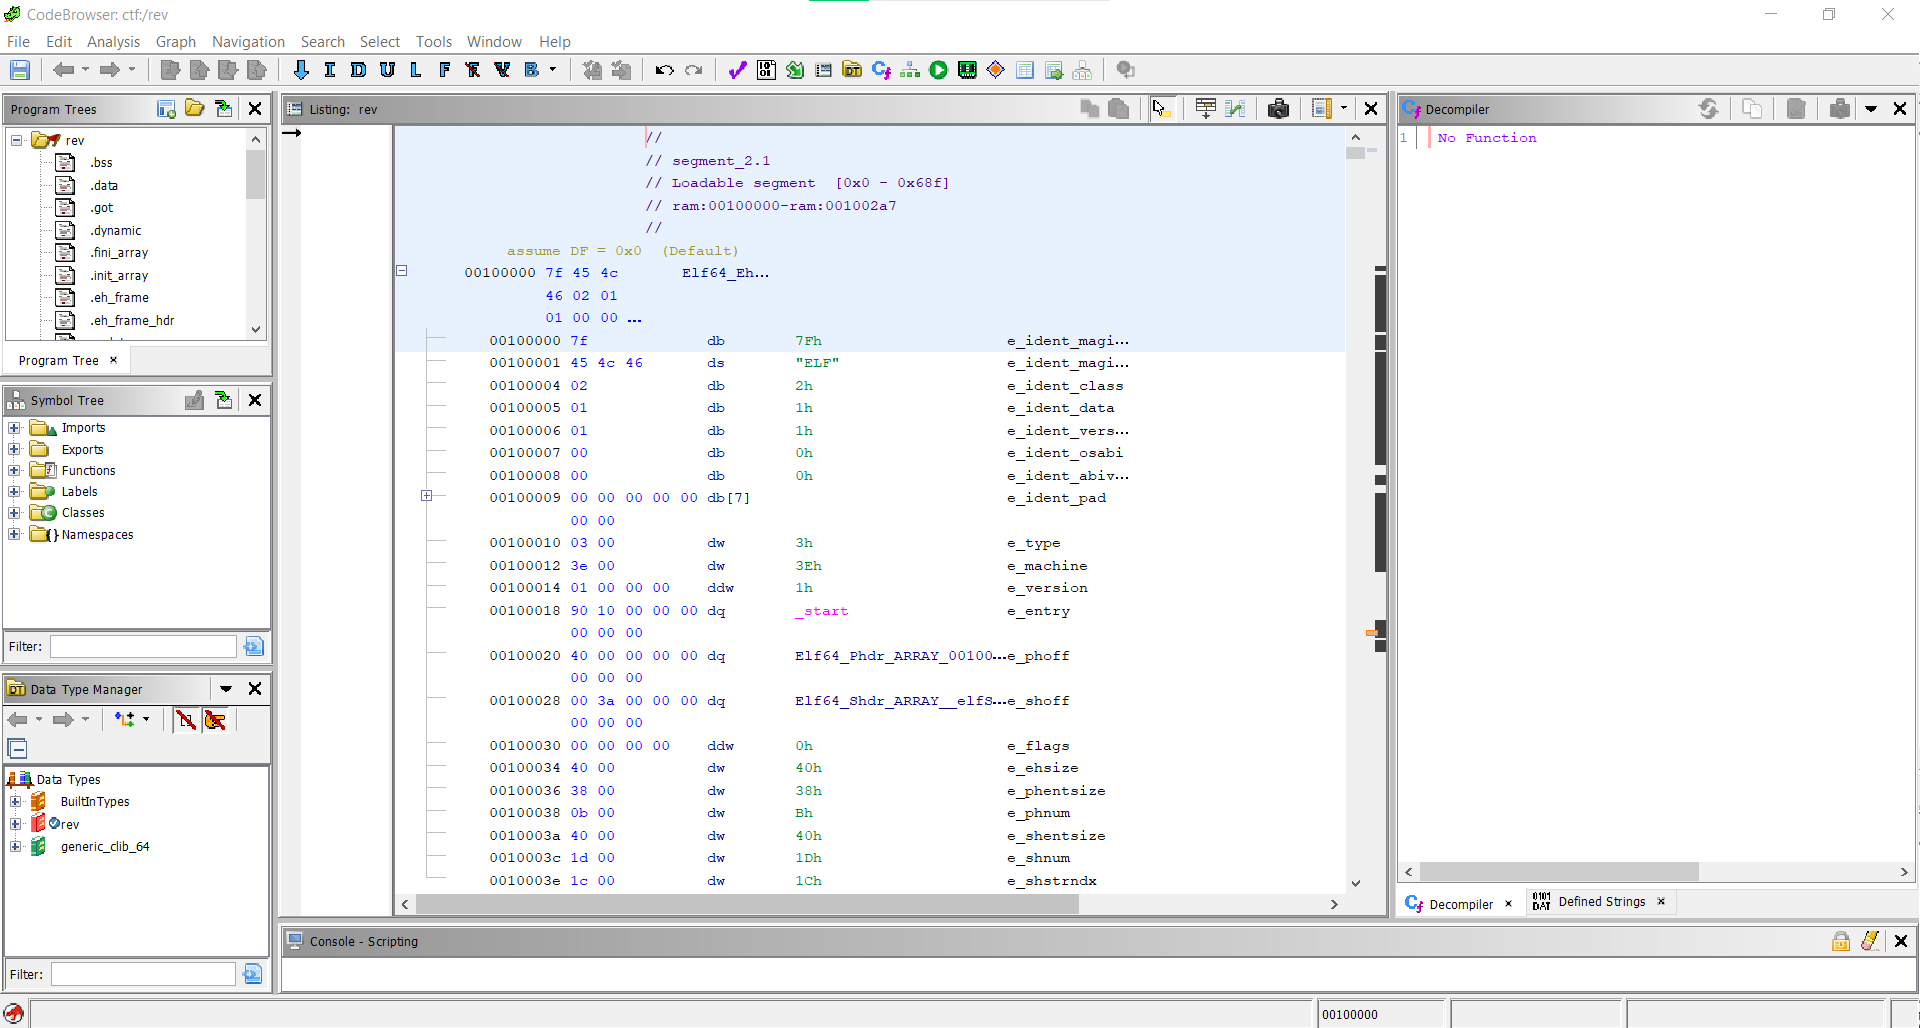 CodeBrowser: ctf:/rev
File Edit Analysis Graph Navigation Search Select Tools Window Help
I D U L F V B
Program Trees
rev
.bss
.data
.got
.dynamic
.fini_array
.init_array
.eh_frame
.eh_frame_hdr
Program Tree
Symbol Tree
Imports
Exports
Functions
Labels
Classes
Namespaces
Filter:
Data Type Manager
Data Types
BuiltInTypes
rev
generic_clib_64
Filter:
Listing: rev
//
// segment_2.1
// Loadable segment [0x0 - 0x68f]
// ram:00100000-ram:001002a7
//
assume DF = 0x0 (Default)
00100000 7f 45 4c Elf64_Eh...
46 02 01
01 00 00 ...
00100000 7f db 7Fh e_ident_magi...
00100001 45 4c 46 ds "ELF" e_ident_magi...
00100004 02 db 2h e_ident_class
00100005 01 db 1h e_ident_data
00100006 01 db 1h e_ident_vers...
00100007 00 db 0h e_ident_osabi
00100008 00 db 0h e_ident_abiv...
00100009 00 00 00 00 00 db[7] e_ident_pad
00 00
00100010 03 00 dw 3h e_type
00100012 3e 00 dw 3Eh e_machine
00100014 01 00 00 00 ddw 1h e_version
00100018 90 10 00 00 00 dq _start e_entry
00 00 00
00100020 40 00 00 00 00 dq Elf64_Phdr_ARRAY_00100...e_phoff
00 00 00
00100028 00 3a 00 00 00 dq Elf64_Shdr_ARRAY__elfS...e_shoff
00 00 00
00100030 00 00 00 00 ddw 0h e_flags
00100034 40 00 dw 40h e_ehsize
00100036 38 00 dw 38h e_phentsize
00100038 0b 00 dw Bh e_phnum
0010003a 40 00 dw 40h e_shentsize
0010003c 1d 00 dw 1Dh e_shnum
0010003e 1c 00 dw 1Ch e_shstrndx
Decompiler
1 No Function
Decompiler
Defined Strings
Console - Scripting
00100000